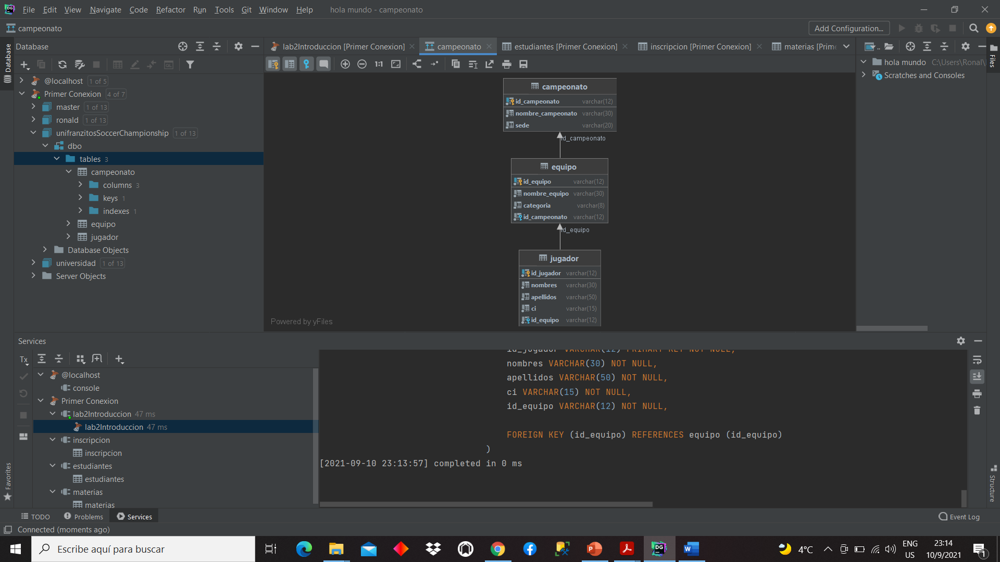 File Edit View Navigate Code Refactor Run Tools Git Window Help hola mundo - campeonato
campeonato
Add Configuration...
Database
lab2Introduccion [Primer Conexion]
campeonato
estudiantes [Primer Conexion]
inscripcion [Primer Conexion]
materias [Prime
1:1
@localhost 1 of 5
Primer Conexion 4 of 7
master 1 of 13
ronald 1 of 13
unifranzitosSoccerChampionship 1 of 13
dbo
tables 3
campeonato
columns 3
keys 1
indexes 1
equipo
jugador
Database Objects
universidad 1 of 13
Server Objects
campeonato
id_campeonato varchar(12)
nombre_campeonato varchar(30)
sede varchar(20)
id_campeonato
equipo
id_equipo varchar(12)
nombre_equipo varchar(30)
categoria varchar(8)
id_campeonato varchar(12)
id_equipo
jugador
id_jugador varchar(12)
nombres varchar(30)
apellidos varchar(50)
ci varchar(15)
id_equipo varchar(12)
Powered by yFiles
hola mundo C:\Users\Ronal\
Scratches and Consoles
Database
Files
Services
Tx
@localhost
console
Primer Conexion
lab2Introduccion 47 ms
lab2Introduccion 47 ms
inscripcion
inscripcion
estudiantes
estudiantes
materias
materias
id_jugador VARCHAR(12) PRIMARY KEY NOT NULL,
nombres VARCHAR(30) NOT NULL,
apellidos VARCHAR(50) NOT NULL,
ci VARCHAR(15) NOT NULL,
id_equipo VARCHAR(12) NOT NULL,
FOREIGN KEY (id_equipo) REFERENCES equipo (id_equipo)
)
[2021-09-10 23:13:57] completed in 0 ms
Favorites
Structure
TODO Problems Services Event Log
Connected (moments ago)
Escribe aquí para buscar
DG
4°C
ENG
US
23:14
10/9/2021
1